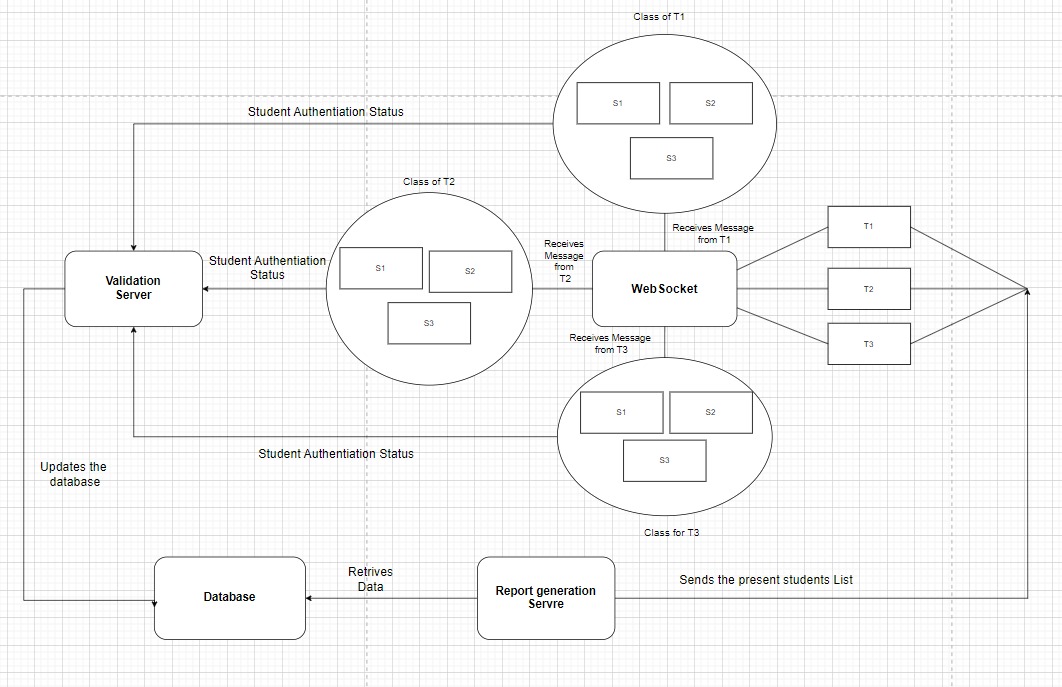 Class of T1
S1
S2
S3
Student Authentiation Status
Class of T2
S1
S2
S3
Student Authentiation
Status
Receives
Message
from
T2
Receives Message
from T1
T1
T2
T3
Validation
Server
WebSocket
Receives Message
from T3
S1
S2
S3
Student Authentiation Status
Updates the
database
Class for T3
Database
Retrives
Data
Report generation
Servre
Sends the present students List